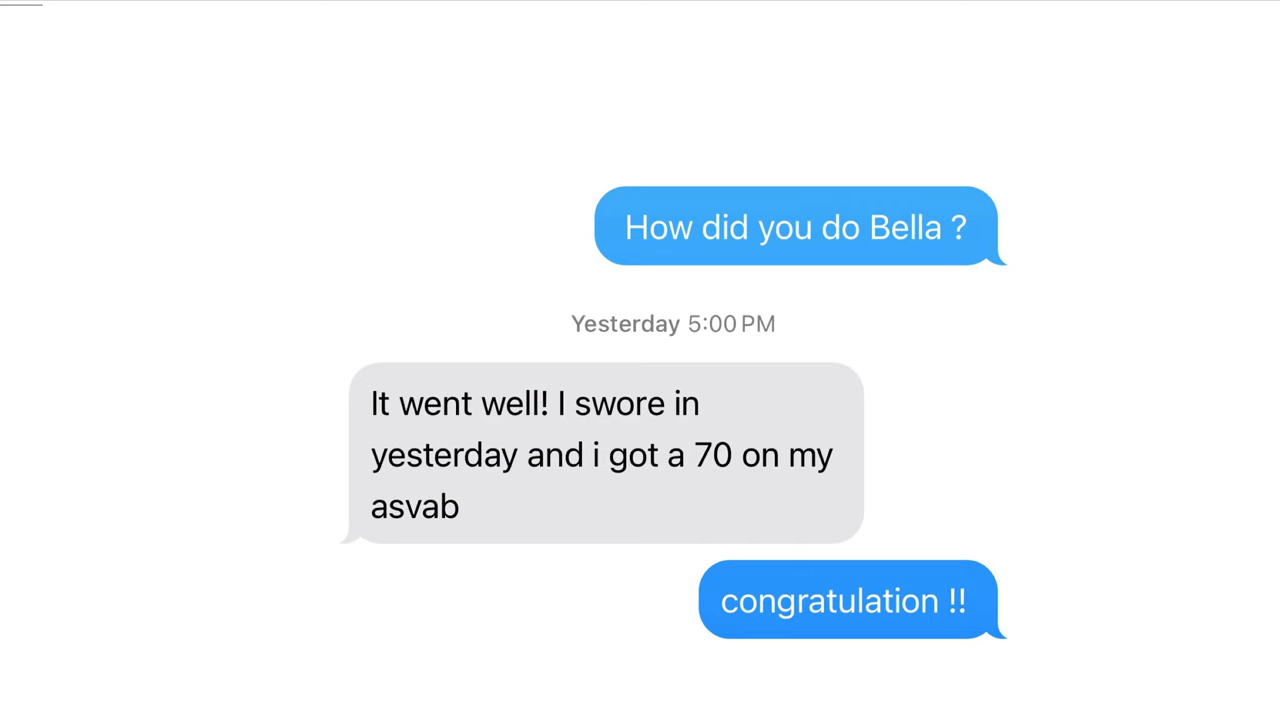 How did you do Bella ?
Yesterday 5:00 PM
It went well! I swore in
yesterday and i got a 70 on my
asvab
congratulation !!